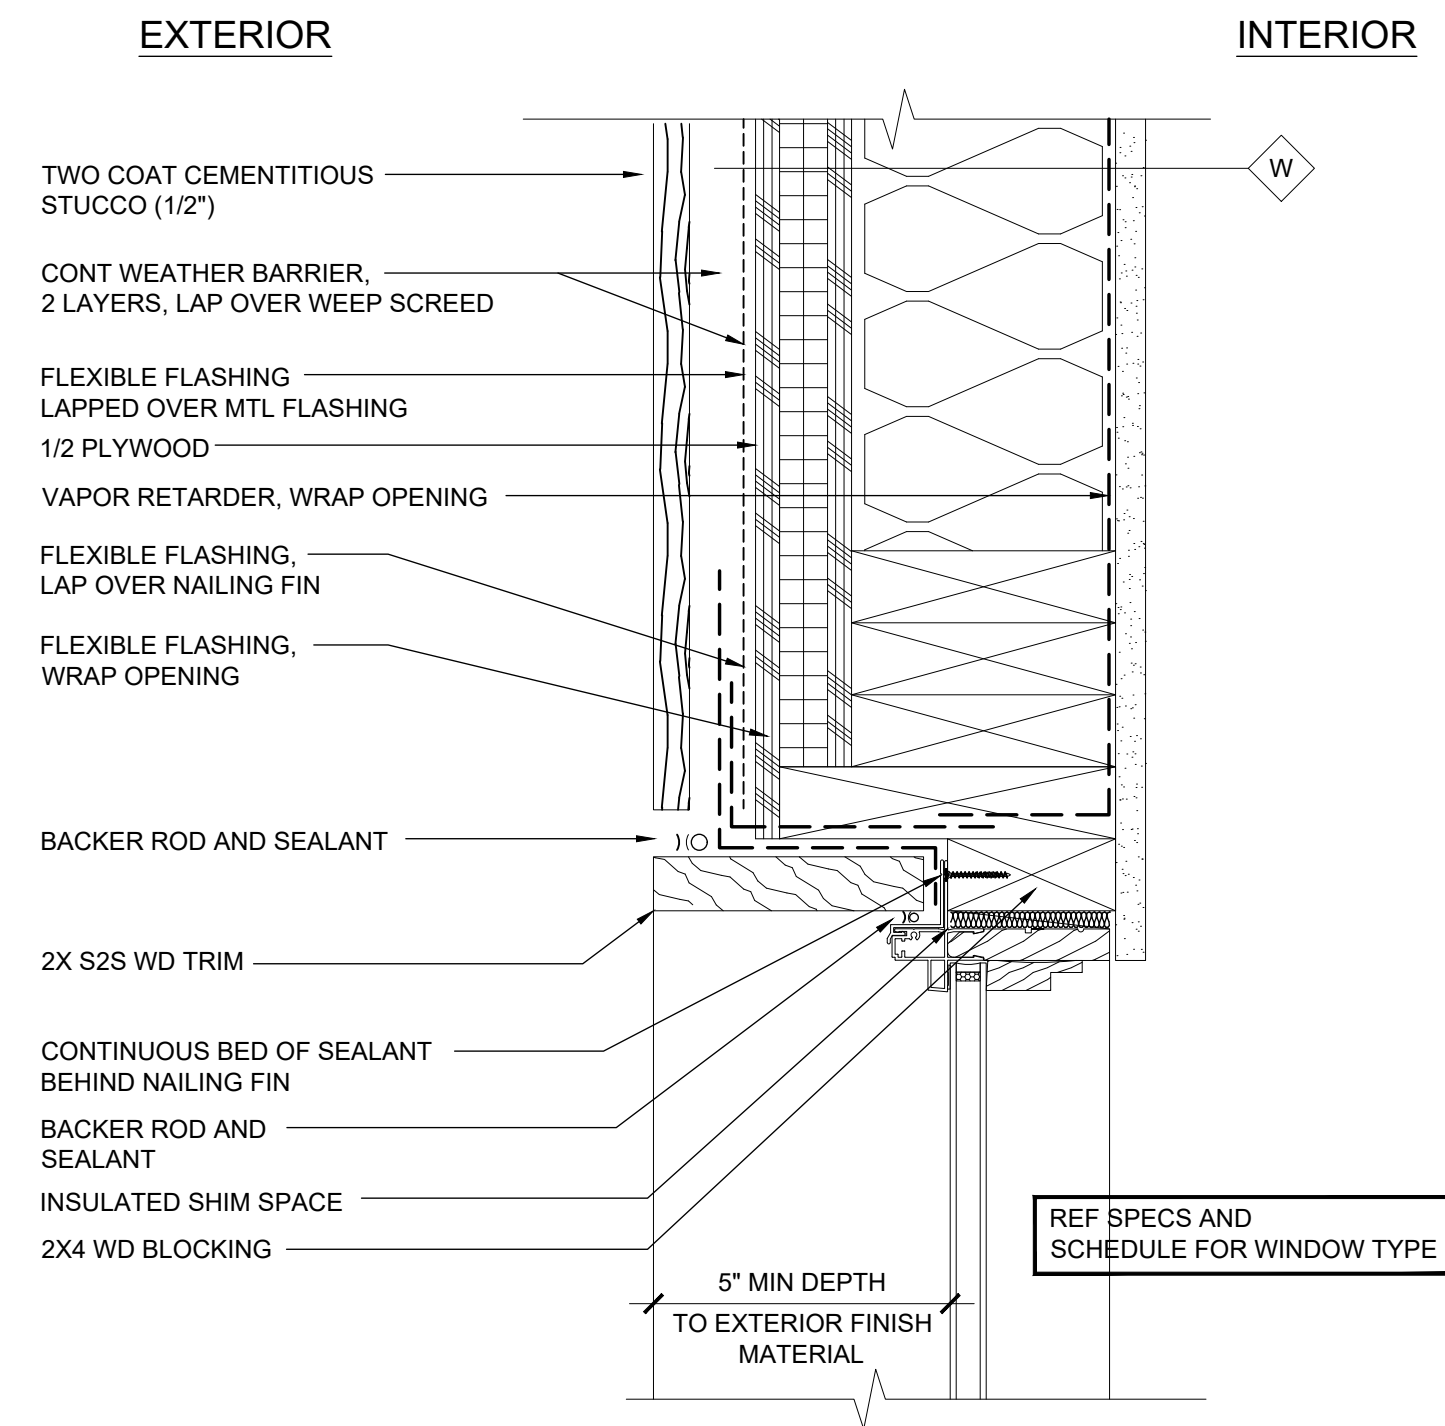 EXTERIOR
INTERIOR
W
TWO COAT CEMENTITIOUS
STUCCO (1/2")
CONT WEATHER BARRIER,
2 LAYERS, LAP OVER WEEP SCREED
FLEXIBLE FLASHING
LAPPED OVER MTL FLASHING
1/2 PLYWOOD
VAPOR RETARDER, WRAP OPENING
FLEXIBLE FLASHING,
LAP OVER NAILING FIN
FLEXIBLE FLASHING,
WRAP OPENING
BACKER ROD AND SEALANT
2X S2S WD TRIM
CONTINUOUS BED OF SEALANT
BEHIND NAILING FIN
BACKER ROD AND
SEALANT
INSULATED SHIM SPACE
2X4 WD BLOCKING
REF SPECS AND
SCHEDULE FOR WINDOW TYPE
5" MIN DEPTH
TO EXTERIOR FINISH
MATERIAL